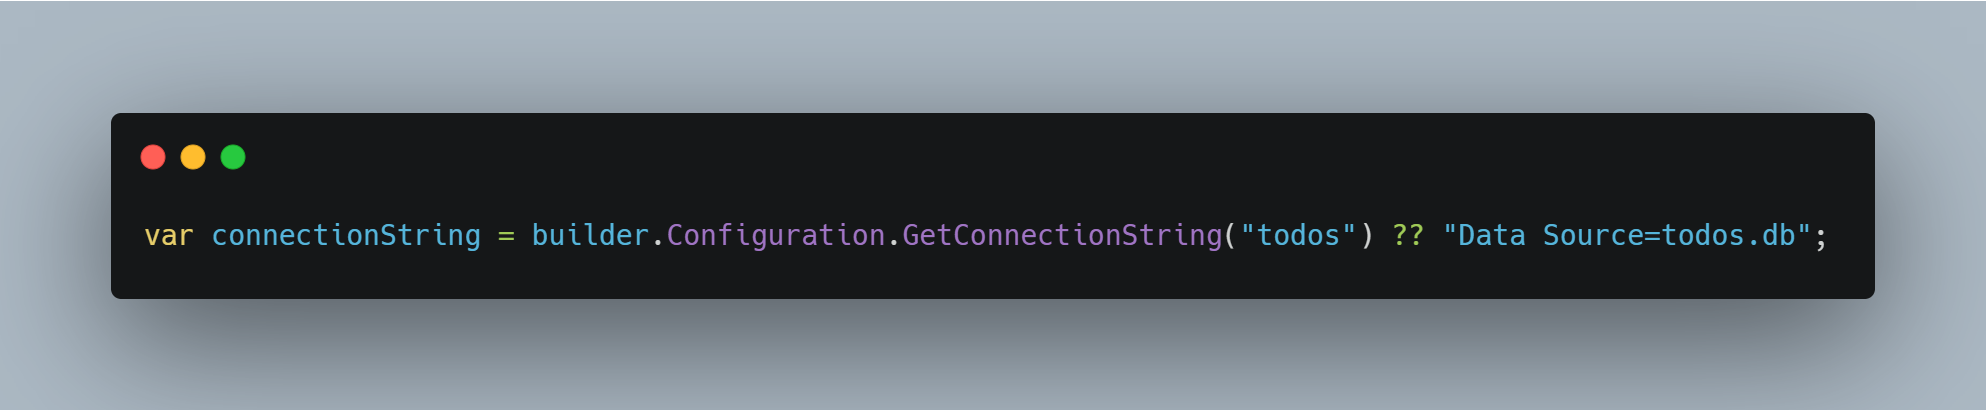 var connectionString = builder.Configuration.GetConnectionString("todos") ?? "Data Source=todos.db";